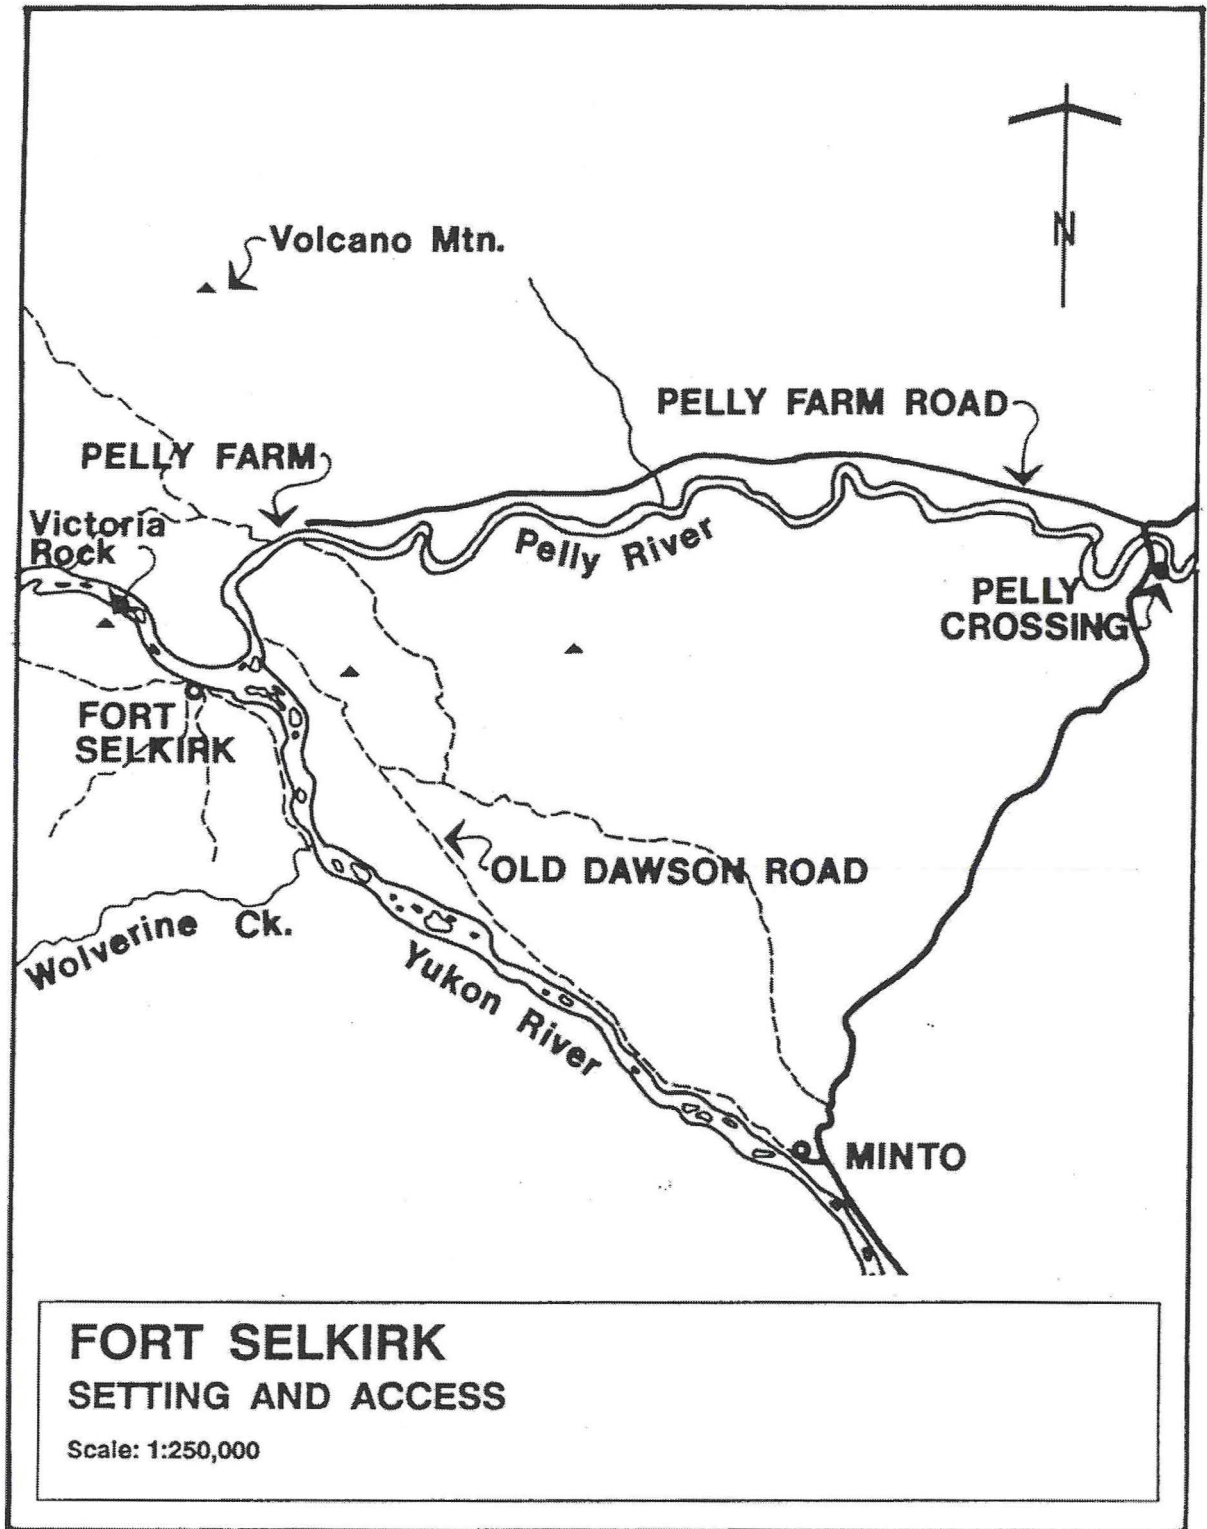 N
Volcano Mtn.
PELLY FARM ROAD
PELLY FARM
Victoria
Rock
Pelly River
PELLY
CROSSING
FORT
SELKIRK
OLD DAWSON ROAD
Wolverine Ck.
Yukon River
MINTO
FORT SELKIRK
SETTING AND ACCESS
Scale: 1:250,000